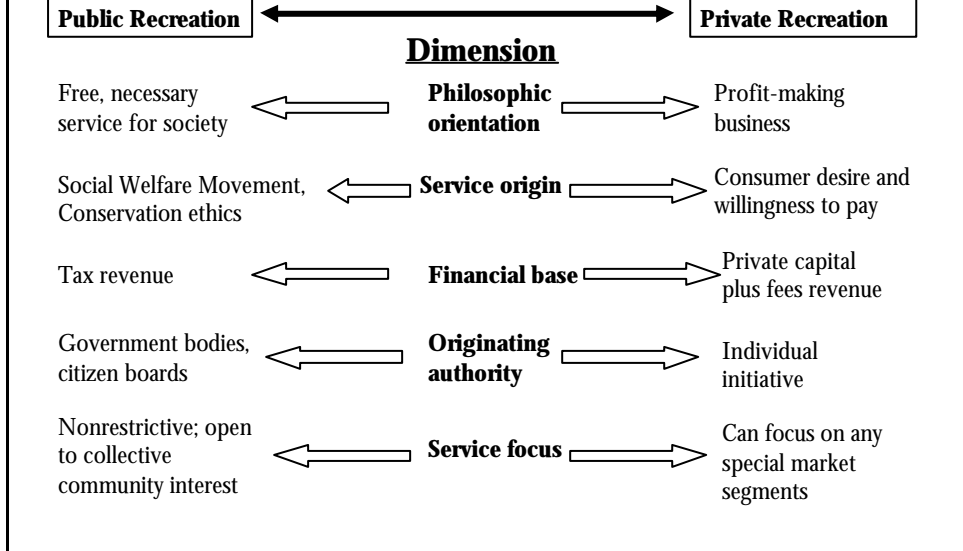 Public Recreation
Private Recreation
Dimension
Free, necessary
service for society
Philosophic
orientation
Profit-making
business
Social Welfare Movement,
Conservation ethics
Service origin
Consumer desire and
willingness to pay
Tax revenue
Financial base
Private capital
plus fees revenue
Government bodies,
citizen boards
Originating
authority
Individual
initiative
Nonrestrictive; open
to collective
community interest
Service focus
Can focus on any
special market
segments